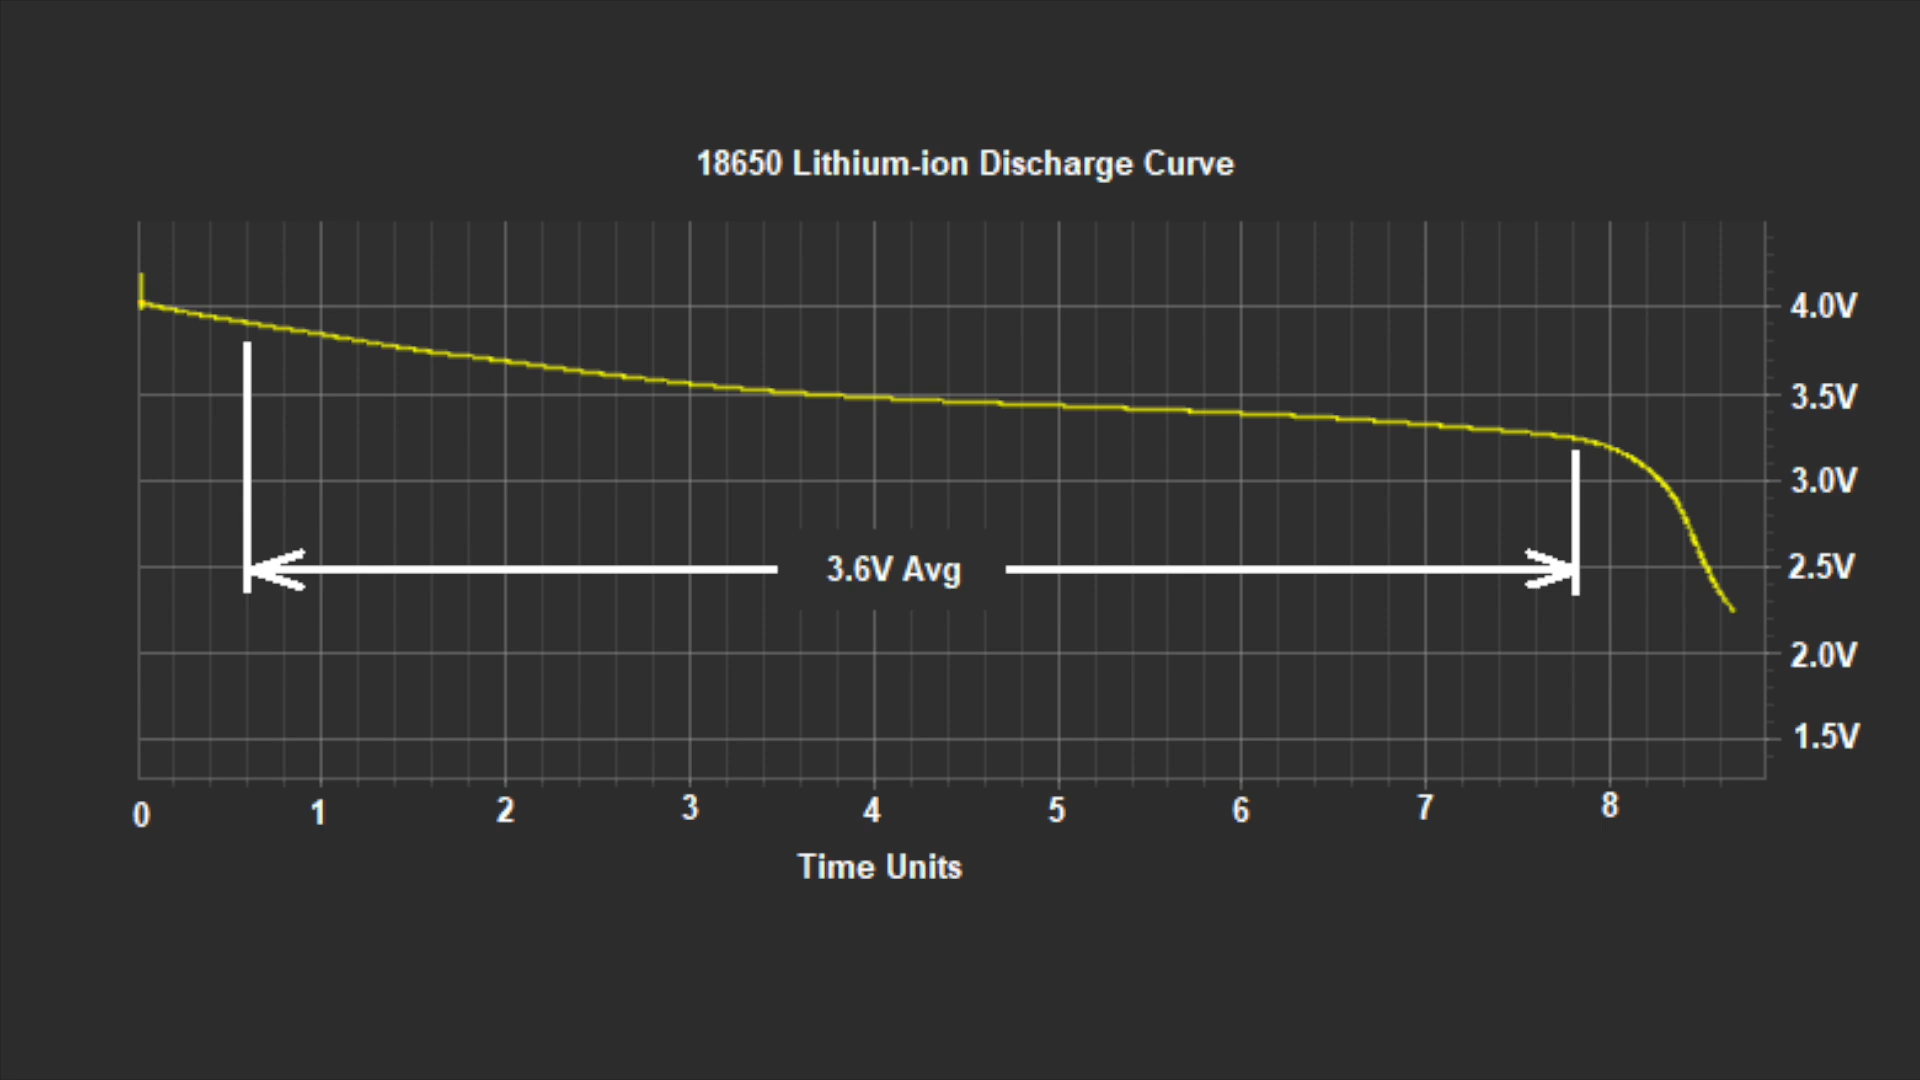 18650 Lithium-ion Discharge Curve
4.0V
3.5V
3.0V
3.6V Avg
2.5V
2.0V
1.5V
0 1 2 3 4 5 6 7 8
Time Units